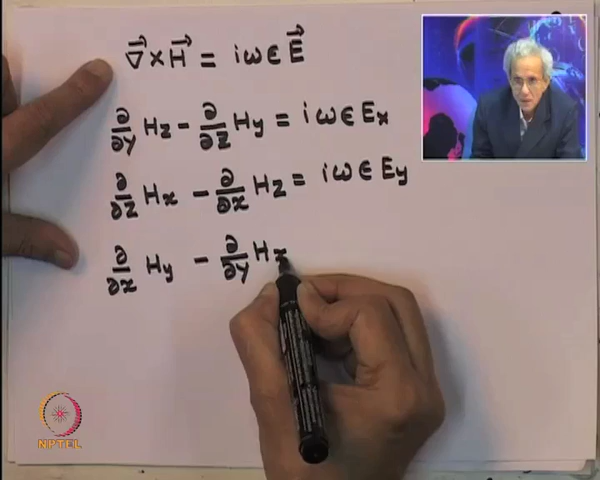 ∇⃗ × H⃗ = iωϵ E⃗
∂/∂y Hz - ∂/∂z Hy = iωϵ Ex
∂/∂z Hx - ∂/∂x Hz = iωϵ Ey
∂/∂x Hy - ∂/∂y Hx
NPTEL